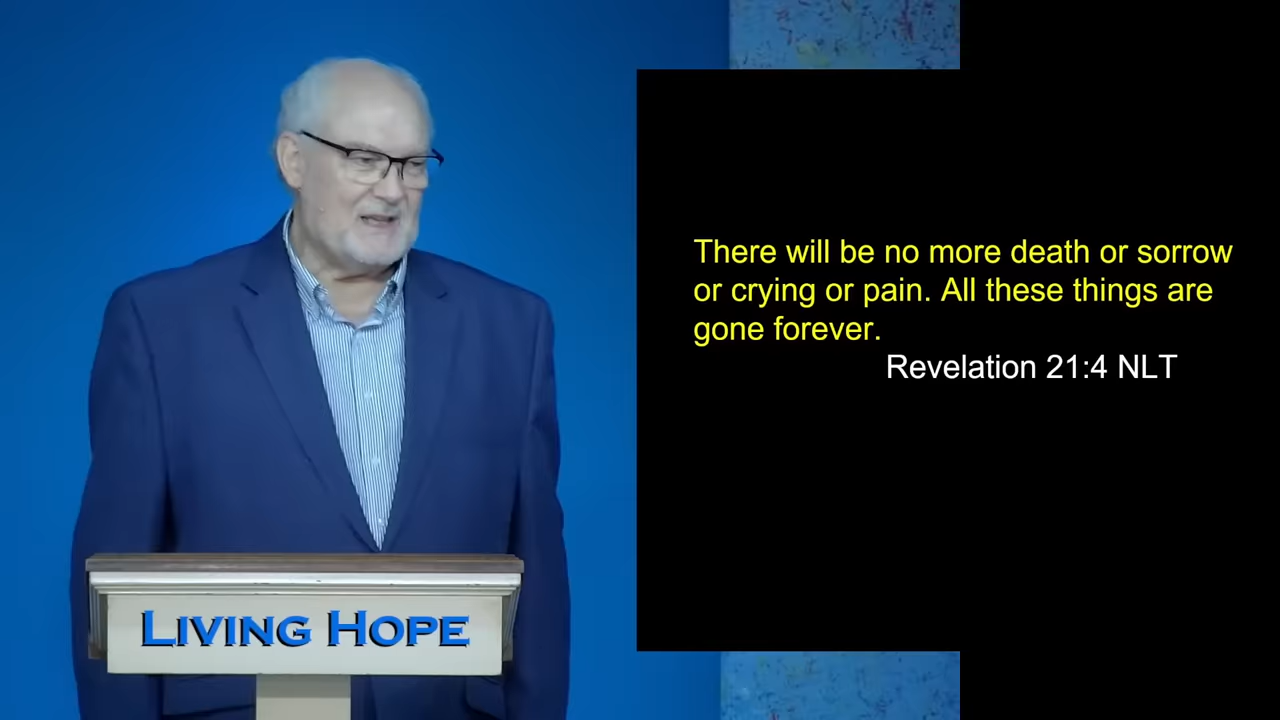 There will be no more death or sorrow
or crying or pain. All these things are
gone forever.
Revelation 21:4 NLT
LIVING HOPE